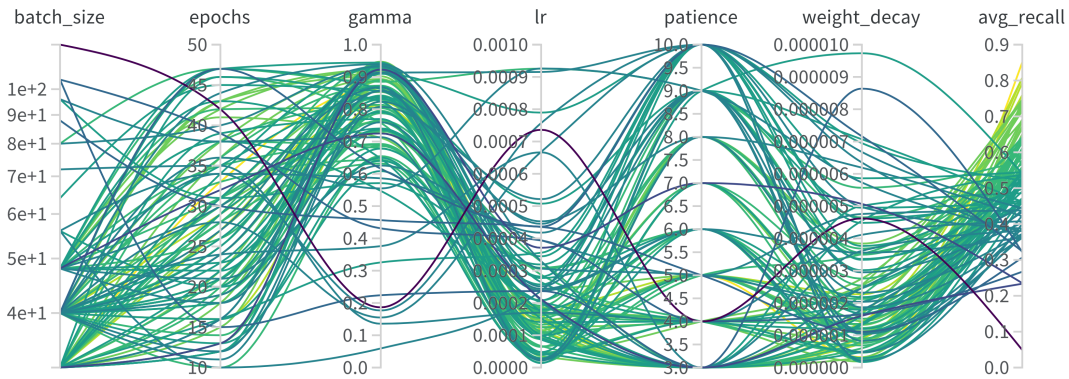 batch_size epochs gamma lr patience weight_decay avg_recall
50 1.0 0.0010 10.0 0.000010 0.9
1e+2 45 0.9 0.0009 9.5 0.000009 0.8
9e+1 40 0.8 0.0008 9.0 0.000008 0.7
8e+1 35 0.7 0.0007 8.5 0.000007 0.6
7e+1 30 0.6 0.0006 8.0 0.000006 0.5
6e+1 25 0.5 0.0005 7.5 0.000005 0.4
5e+1 20 0.4 0.0004 7.0 0.000004 0.3
4e+1 15 0.3 0.0003 6.5 0.000003 0.2
10 0.2 0.0002 6.0 0.000002 0.1
0.1 0.0001 5.5 0.000001 0.0
0.0 0.0000 5.0 0.000000
4.5
4.0
3.5
3.0